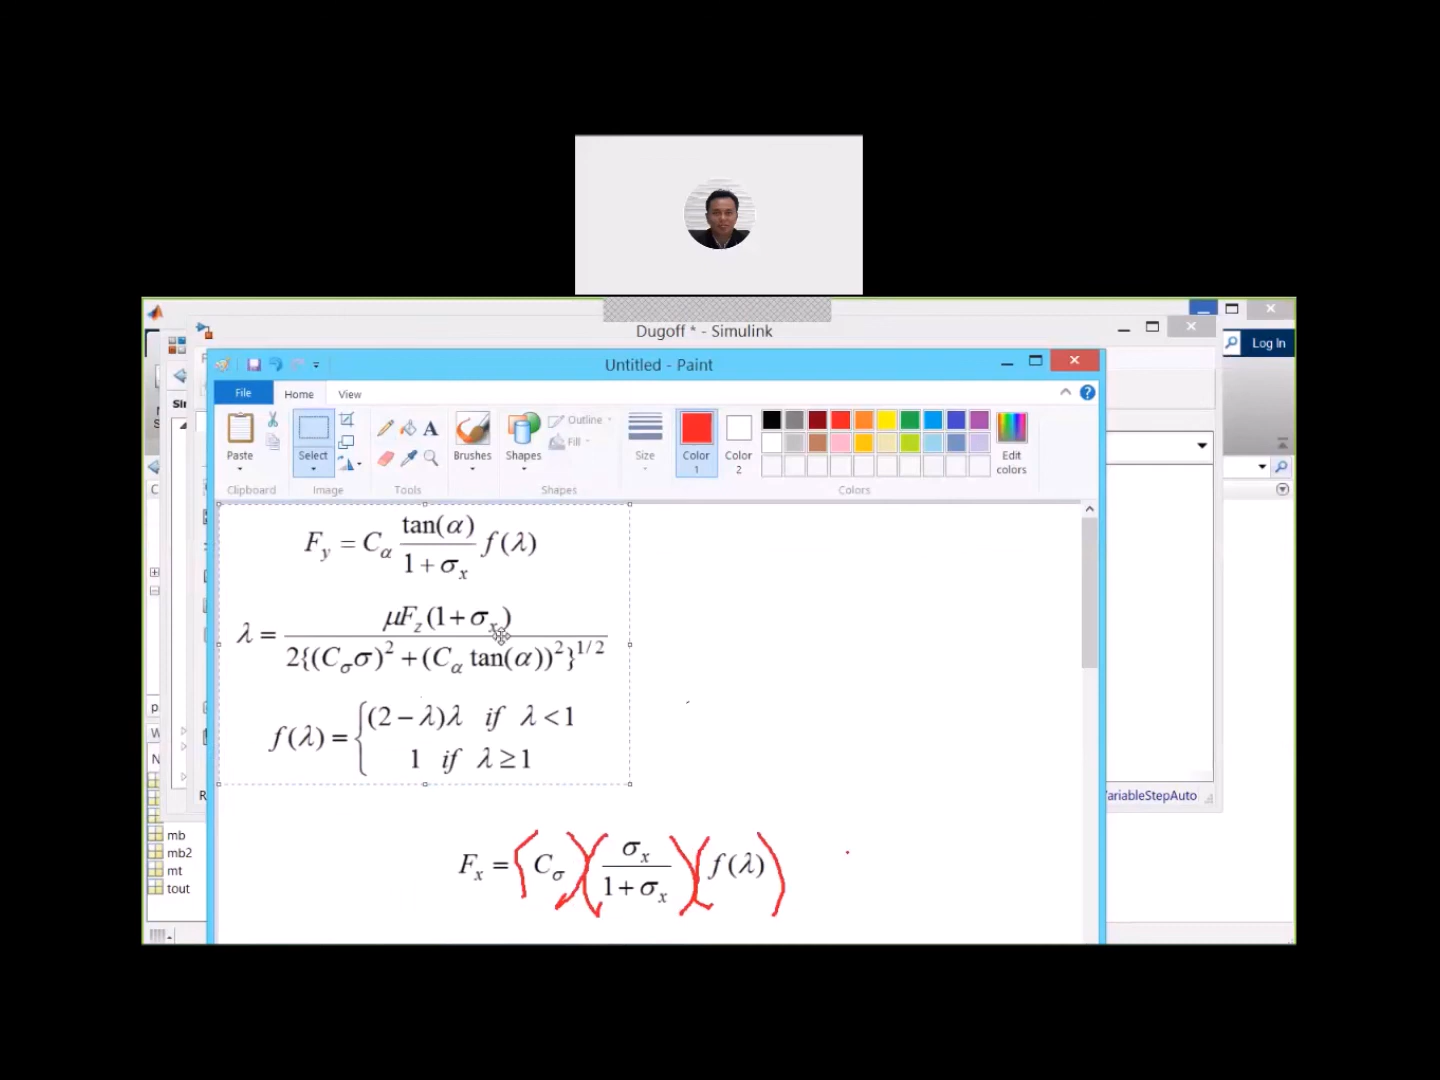 Dugoff * - Simulink
Log In
Untitled - Paint
File Home View
Paste Select Outline Fill Brushes Shapes Size Color 1 Color 2 Edit colors
Clipboard Image Tools Shapes Colors
F_y = C_α tan(α) / (1 + σ_x) f(λ)
λ = μF_z(1 + σ_x) / 2{(C_σσ)² + (C_α tan(α))²}^{1/2}
f(λ) = { (2 − λ)λ if λ < 1
1 if λ ≥ 1
VariableStepAuto
F_x = (C_σ)(σ_x / (1 + σ_x))(f(λ))
mb
mb2
mt
tout